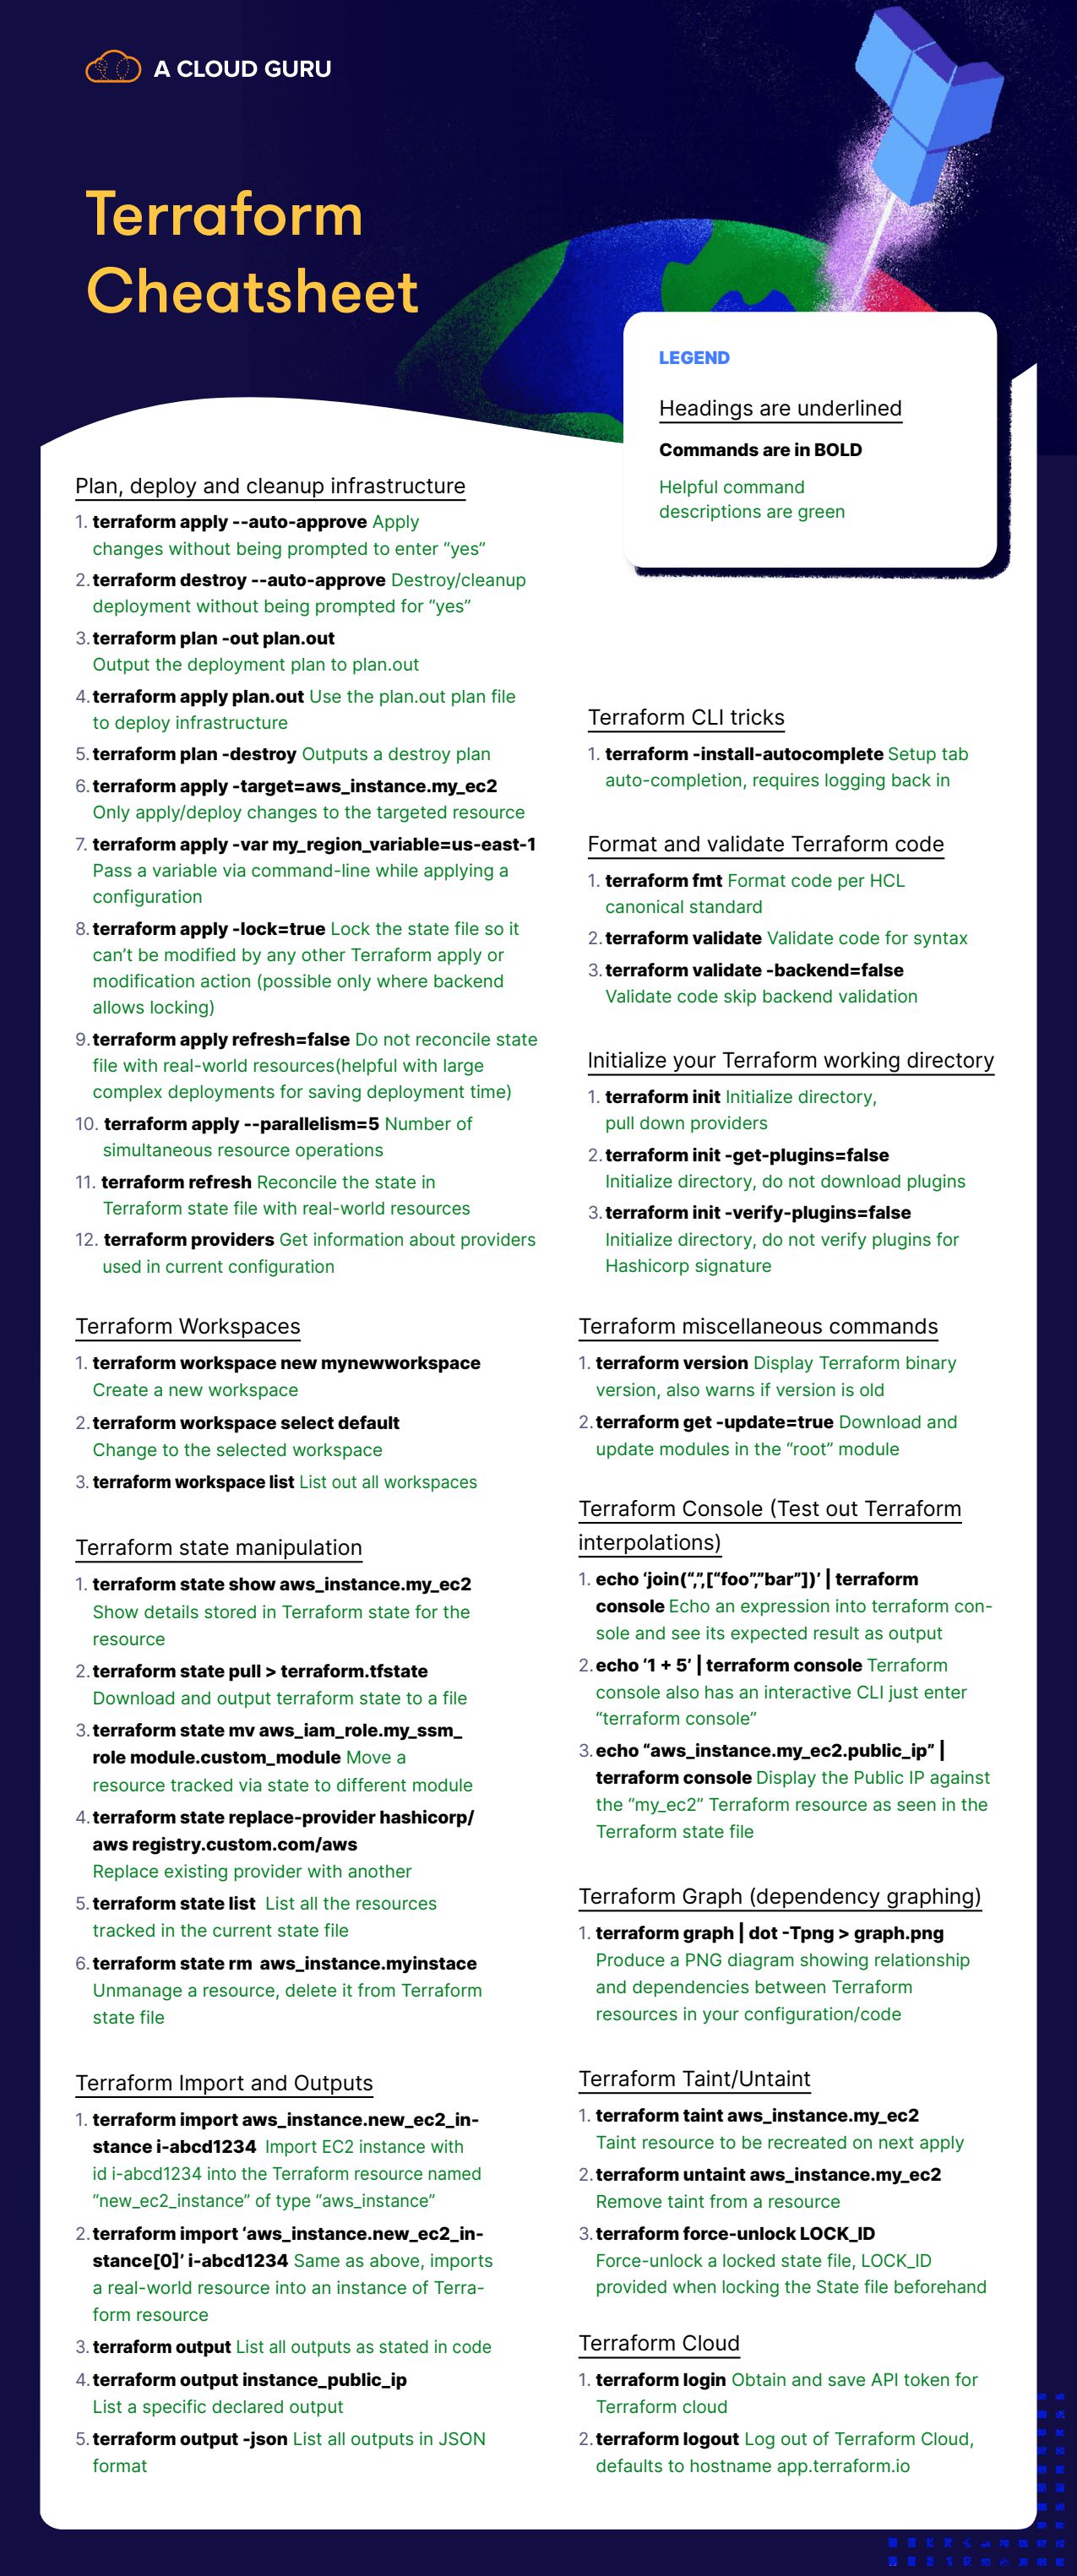 A CLOUD GURU
Terraform
Cheatsheet
LEGEND
Headings are underlined
Commands are in BOLD
Helpful command
descriptions are green
Plan, deploy and cleanup infrastructure
1. terraform apply --auto-approve Apply
changes without being prompted to enter “yes”
2. terraform destroy --auto-approve Destroy/cleanup
deployment without being prompted for “yes”
3. terraform plan -out plan.out
Output the deployment plan to plan.out
4. terraform apply plan.out Use the plan.out plan file
to deploy infrastructure
5. terraform plan -destroy Outputs a destroy plan
6. terraform apply -target=aws_instance.my_ec2
Only apply/deploy changes to the targeted resource
7. terraform apply -var my_region_variable=us-east-1
Pass a variable via command-line while applying a
configuration
8. terraform apply -lock=true Lock the state file so it
can’t be modified by any other Terraform apply or
modification action (possible only where backend
allows locking)
9. terraform apply refresh=false Do not reconcile state
file with real-world resources(helpful with large
complex deployments for saving deployment time)
10. terraform apply --parallelism=5 Number of
simultaneous resource operations
11. terraform refresh Reconcile the state in
Terraform state file with real-world resources
12. terraform providers Get information about providers
used in current configuration
Terraform Workspaces
1. terraform workspace new mynewworkspace
Create a new workspace
2. terraform workspace select default
Change to the selected workspace
3. terraform workspace list List out all workspaces
Terraform state manipulation
1. terraform state show aws_instance.my_ec2
Show details stored in Terraform state for the
resource
2. terraform state pull > terraform.tfstate
Download and output terraform state to a file
3. terraform state mv aws_iam_role.my_ssm_
role module.custom_module Move a
resource tracked via state to different module
4. terraform state replace-provider hashicorp/
aws registry.custom.com/aws
Replace existing provider with another
5. terraform state list List all the resources
tracked in the current state file
6. terraform state rm aws_instance.myinstace
Unmanage a resource, delete it from Terraform
state file
Terraform Import and Outputs
1. terraform import aws_instance.new_ec2_in-
stance i-abcd1234 Import EC2 instance with
id i-abcd1234 into the Terraform resource named
“new_ec2_instance” of type “aws_instance”
2. terraform import ‘aws_instance.new_ec2_in-
stance[0]’ i-abcd1234 Same as above, imports
a real-world resource into an instance of Terra-
form resource
3. terraform output List all outputs as stated in code
4. terraform output instance_public_ip
List a specific declared output
5. terraform output -json List all outputs in JSON
format
Terraform CLI tricks
1. terraform -install-autocomplete Setup tab
auto-completion, requires logging back in
Format and validate Terraform code
1. terraform fmt Format code per HCL
canonical standard
2. terraform validate Validate code for syntax
3. terraform validate -backend=false
Validate code skip backend validation
Initialize your Terraform working directory
1. terraform init Initialize directory,
pull down providers
2. terraform init -get-plugins=false
Initialize directory, do not download plugins
3. terraform init -verify-plugins=false
Initialize directory, do not verify plugins for
Hashicorp signature
Terraform miscellaneous commands
1. terraform version Display Terraform binary
version, also warns if version is old
2. terraform get -update=true Download and
update modules in the “root” module
Terraform Console (Test out Terraform
interpolations)
1. echo ‘join(“,”,[“foo”,”bar”])’ | terraform
console Echo an expression into terraform con-
sole and see its expected result as output
2. echo ‘1 + 5’ | terraform console Terraform
console also has an interactive CLI just enter
“terraform console”
3. echo “aws_instance.my_ec2.public_ip” |
terraform console Display the Public IP against
the “my_ec2” Terraform resource as seen in the
Terraform state file
Terraform Graph (dependency graphing)
1. terraform graph | dot -Tpng > graph.png
Produce a PNG diagram showing relationship
and dependencies between Terraform
resources in your configuration/code
Terraform Taint/Untaint
1. terraform taint aws_instance.my_ec2
Taint resource to be recreated on next apply
2. terraform untaint aws_instance.my_ec2
Remove taint from a resource
3. terraform force-unlock LOCK_ID
Force-unlock a locked state file, LOCK_ID
provided when locking the State file beforehand
Terraform Cloud
1. terraform login Obtain and save API token for
Terraform cloud
2. terraform logout Log out of Terraform Cloud,
defaults to hostname app.terraform.io